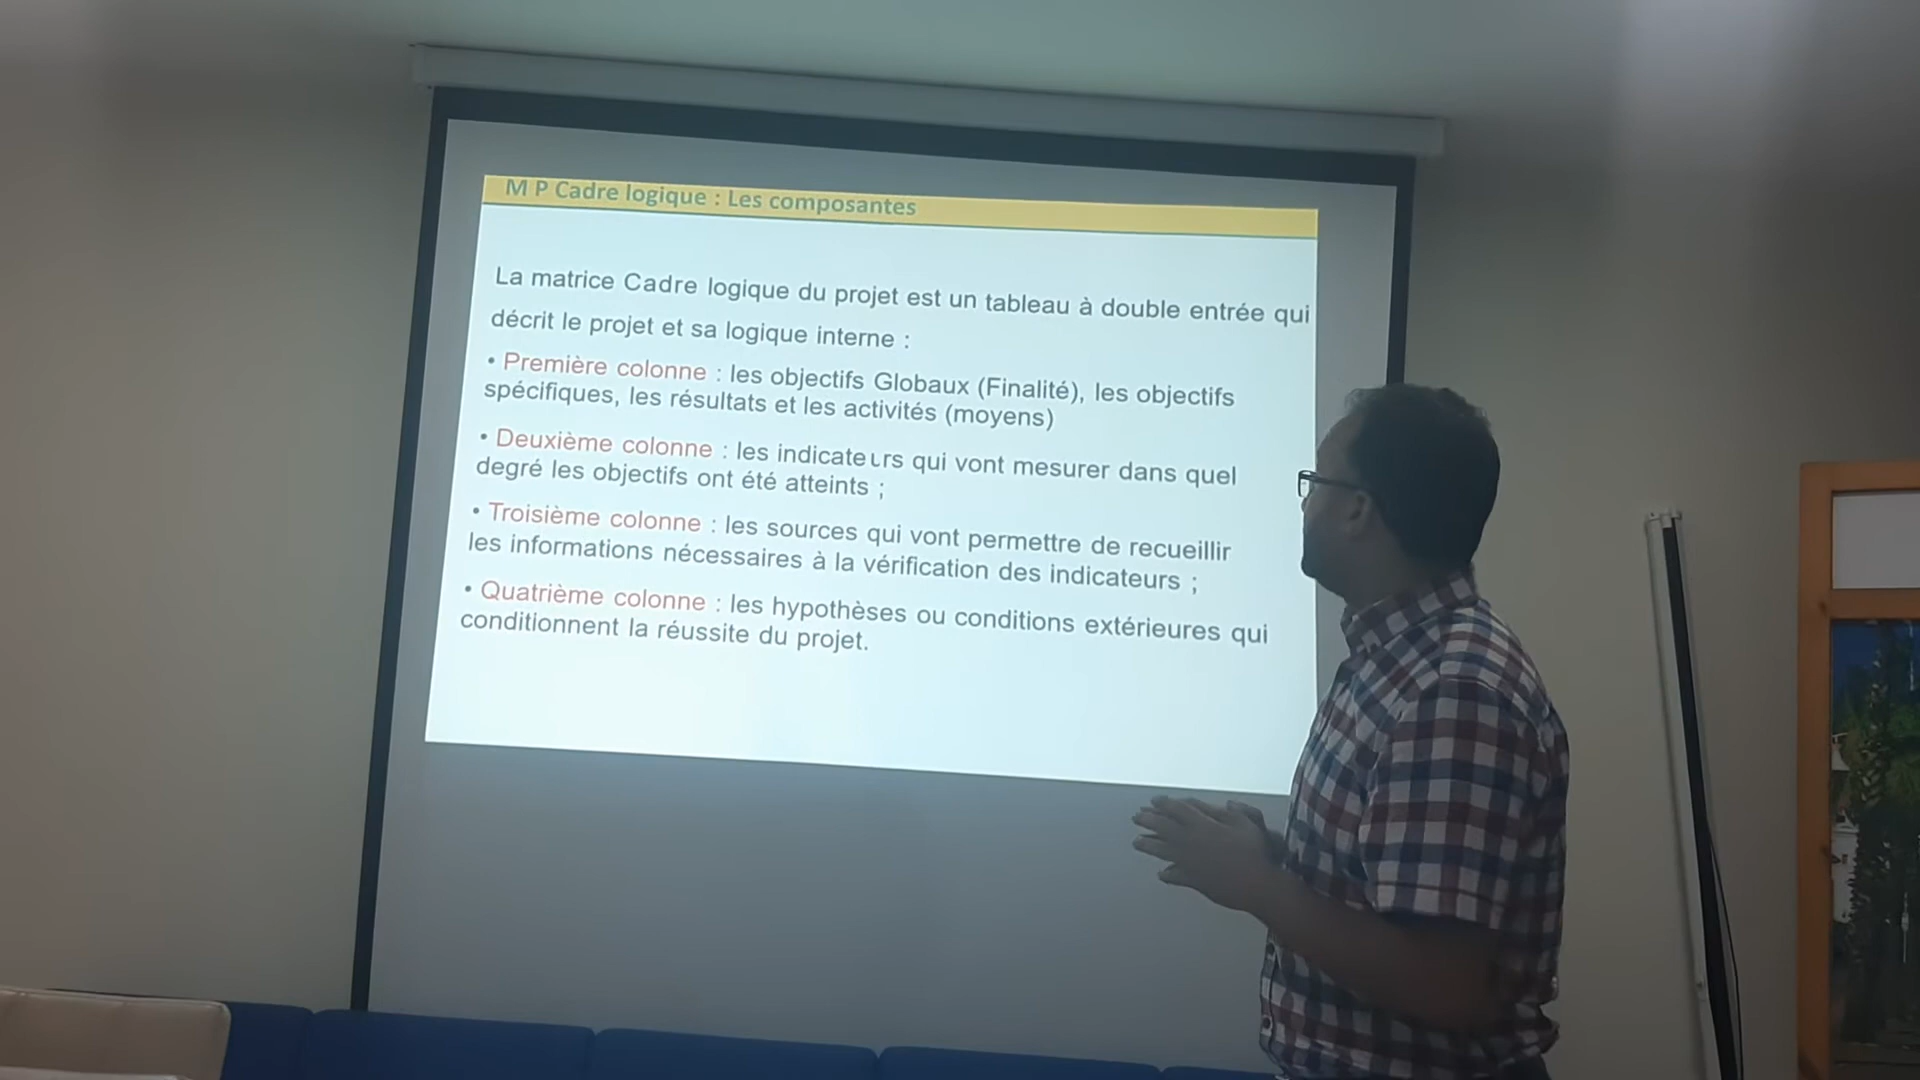 M P Cadre logique : Les composantes
La matrice Cadre logique du projet est un tableau à double entrée qui
décrit le projet et sa logique interne :
• Première colonne : les objectifs Globaux (Finalité), les objectifs
spécifiques, les résultats et les activités (moyens)
• Deuxième colonne : les indicateurs qui vont mesurer dans quel
degré les objectifs ont été atteints ;
• Troisième colonne : les sources qui vont permettre de recueillir
les informations nécessaires à la vérification des indicateurs ;
• Quatrième colonne : les hypothèses ou conditions extérieures qui
conditionnent la réussite du projet.